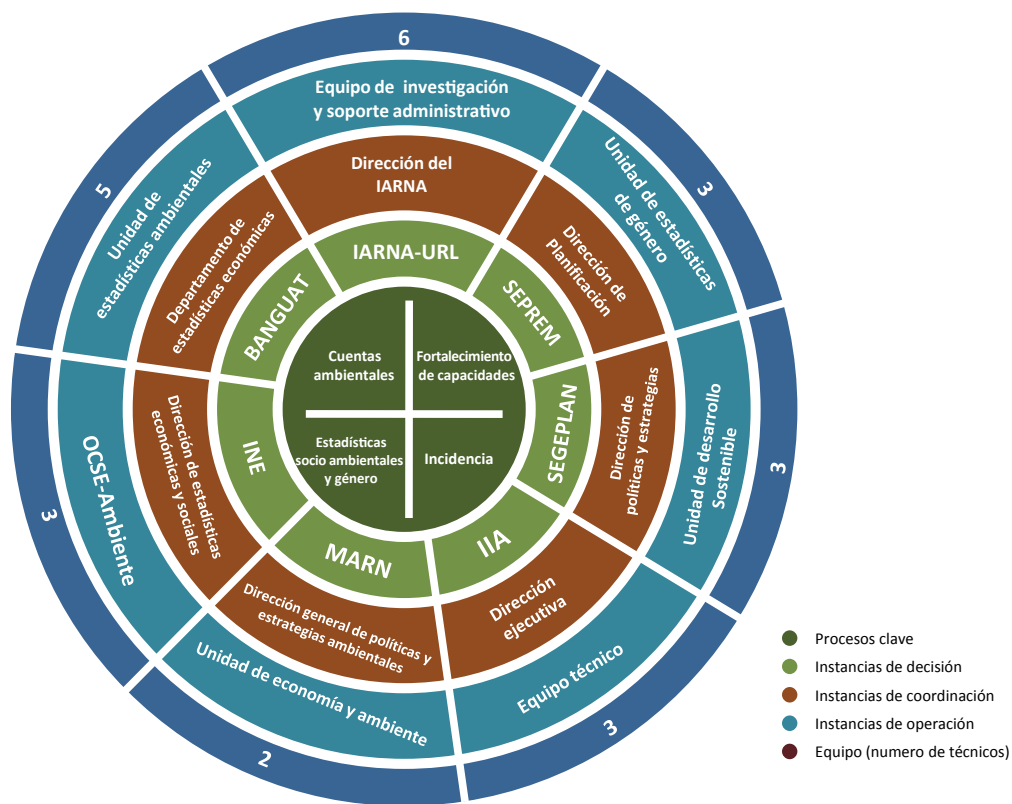 6
Equipo de investigación
y soporte administrativo
Dirección del
IARNA
IARNA-URL
3
Unidad de estadísticas
de género
Dirección de
Planificación
SEPREM
3
Unidad de desarrollo
Sostenible
Dirección de
políticas y estrategias
SEGEPLAN
3
Equipo técnico
Dirección
ejecutiva
IIA
2
Unidad de economía y ambiente
Dirección general de políticas y
estrategias ambientales
MARN
3
OCSE-Ambiente
Dirección de estadísticas
económicas y sociales
INE
5
Unidad de
estadísticas ambientales
Departamento de
estadísticas económicas
BANGUAT
Cuentas
ambientales
Fortalecimiento
de capacidades
Estadísticas
socio ambientales
y género
Incidencia
Procesos clave
Instancias de decisión
Instancias de coordinación
Instancias de operación
Equipo (numero de técnicos)